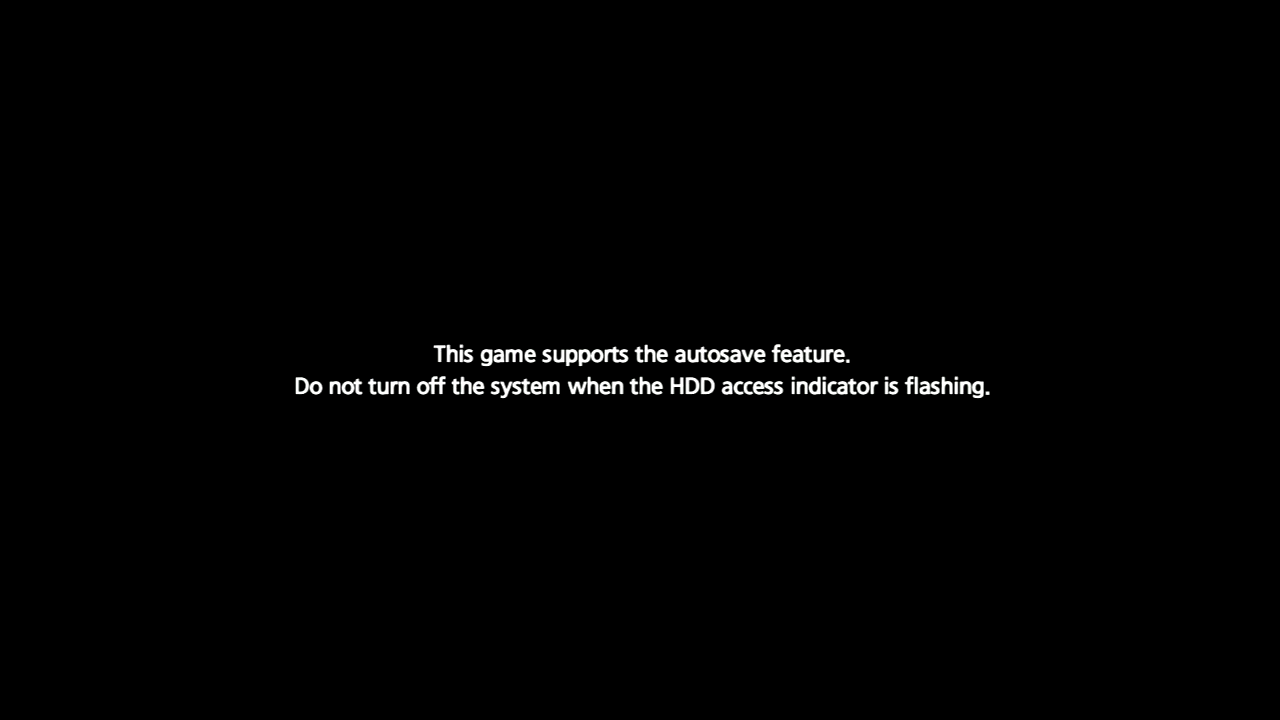 This game supports the autosave feature.
Do not turn off the system when the HDD access indicator is flashing.